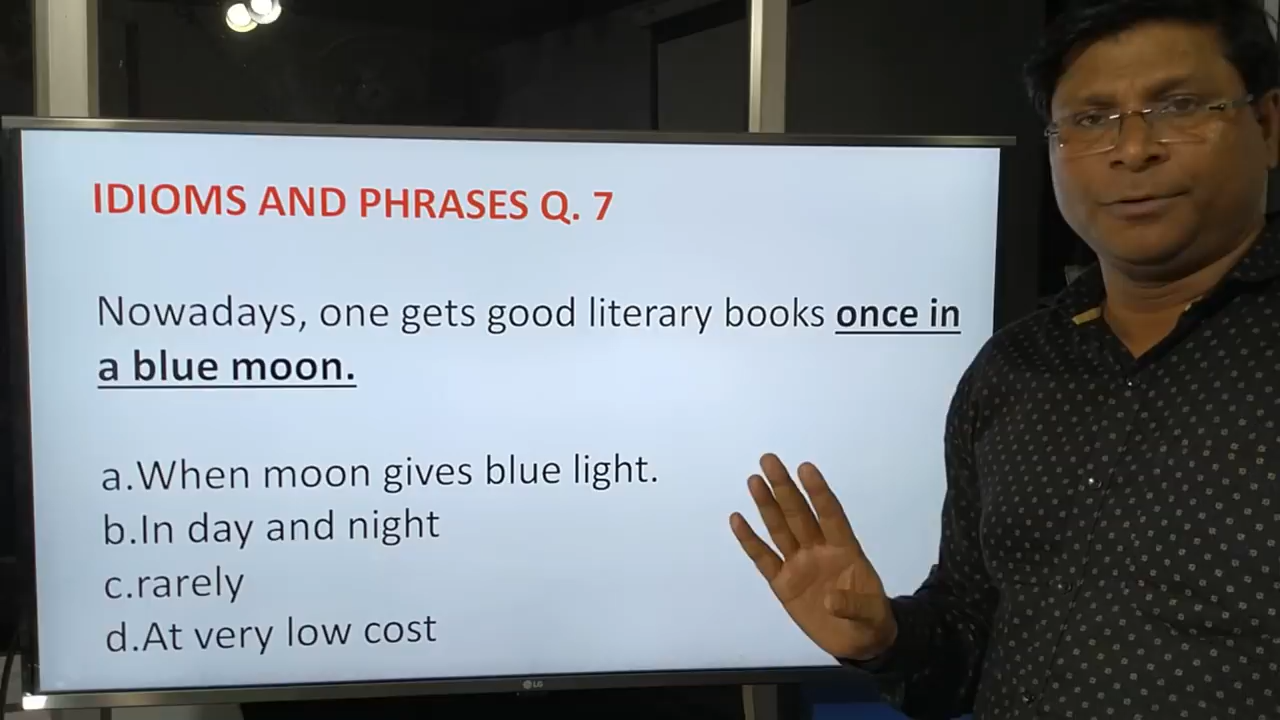 IDIOMS AND PHRASES Q. 7
Nowadays, one gets good literary books once in
a blue moon.
a.When moon gives blue light.
b.In day and night
c.rarely
d.At very low cost
LG